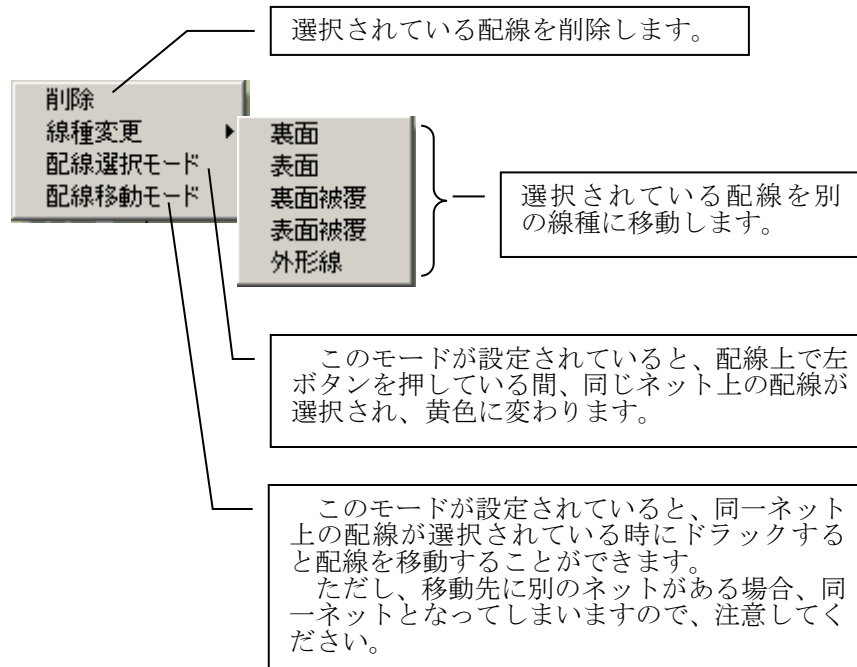 選択されている配線を削除します。
削除
線種変更
配線選択モード
配線移動モード
裏面
表面
裏面被覆
表面被覆
外形線
選択されている配線を別
の線種に移動します。
このモードが設定されていると、配線上で左
ボタンを押している間、同じネット上の配線が
選択され、黄色に変わります。
このモードが設定されていると、同一ネット
上の配線が選択されている時にドラックする
と配線を移動することができます。
ただし、移動先に別のネットがある場合、同
一ネットとなってしまいますので、注意してく
ださい。